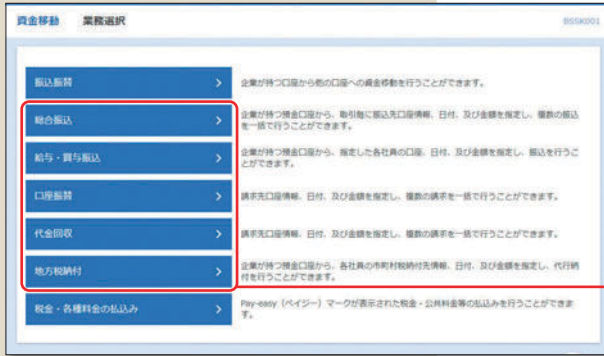 資金移動 業務選択
BSSK001
振込振替
企業が持つ口座から他の口座への資金移動を行うことができます。
総合振込
企業が持つ預金口座から、取引毎に振込先口座情報、日付、及び金額を指定し、複数の振込
を一括で行うことができます。
給与・賞与振込
企業が持つ預金口座から、指定した各社員の口座、日付、及び金額を指定し、振込を行うこ
とができます。
口座振替
請求先口座情報、日付、及び金額を指定し、複数の請求を一括で行うことができます。
代金回収
請求先口座情報、日付、及び金額を指定し、複数の請求を一括で行うことができます。
地方税納付
企業が持つ預金口座から、各社員の市町村税納付先情報、日付、及び金額を指定し、代行納
付を行うことができます。
税金・各種料金の払込み
Pay-easy（ペイジー）マークが表示された税金・公共料金等の払込みを行うことができま
す。